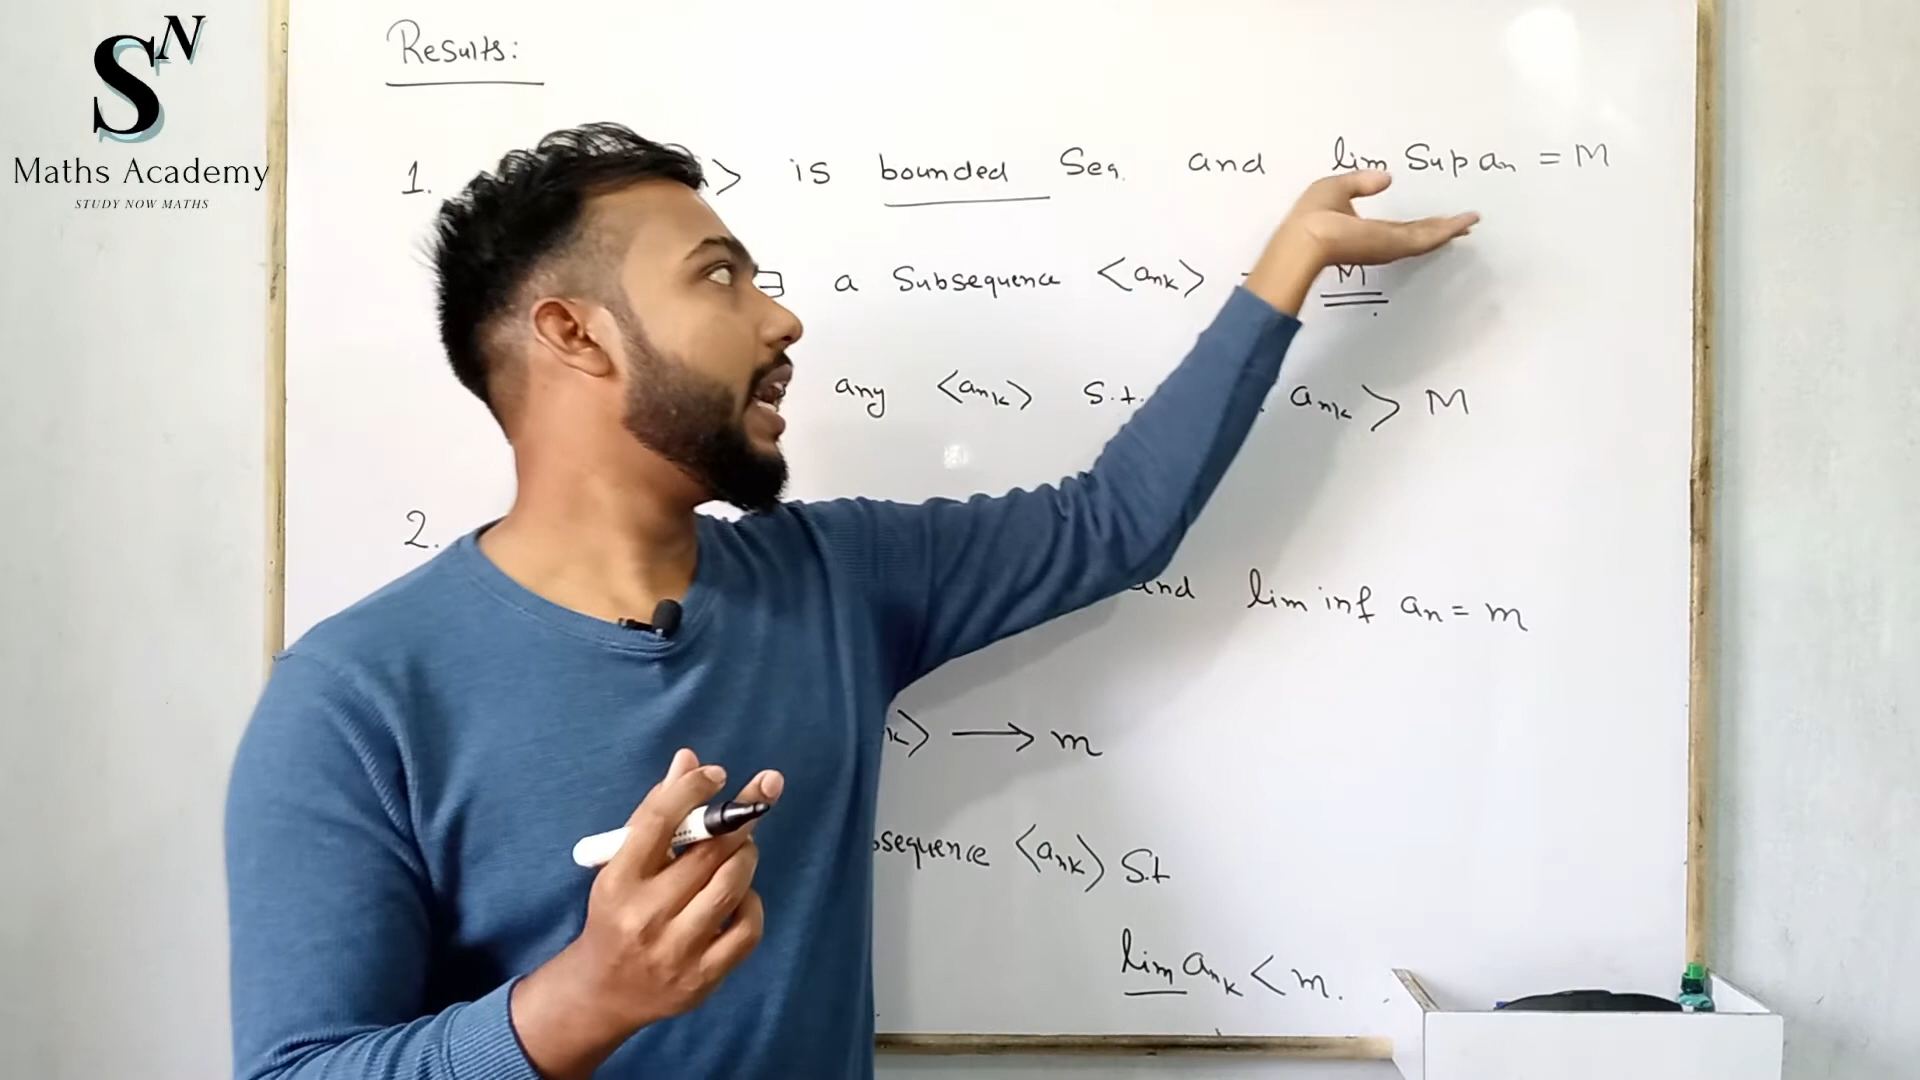 SN
Maths Academy
STUDY NOW MATHS
Results:
1. > is bounded Seq. and lim Sup an = M
∃ a Subsequence <ank> M
any <ank> S.t. ank > M
2.
and lim inf an = m
> ⟶ m
<ank> S.t
lim ank < m.